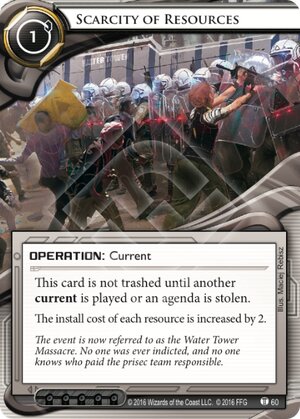 Scarcity of Resources
1
WATER TOWER
OPERATION: Current
This card is not trashed until another
current is played or an agenda is stolen.
The install cost of each resource is increased by 2.
The event is now referred to as the Water Tower
Massacre. No one was ever indicted, and no one
knows who paid the prisec team responsible.
Illus. Maciej Rebisz
© 2016 Wizards of the Coast LLC. © 2016 FFG
60